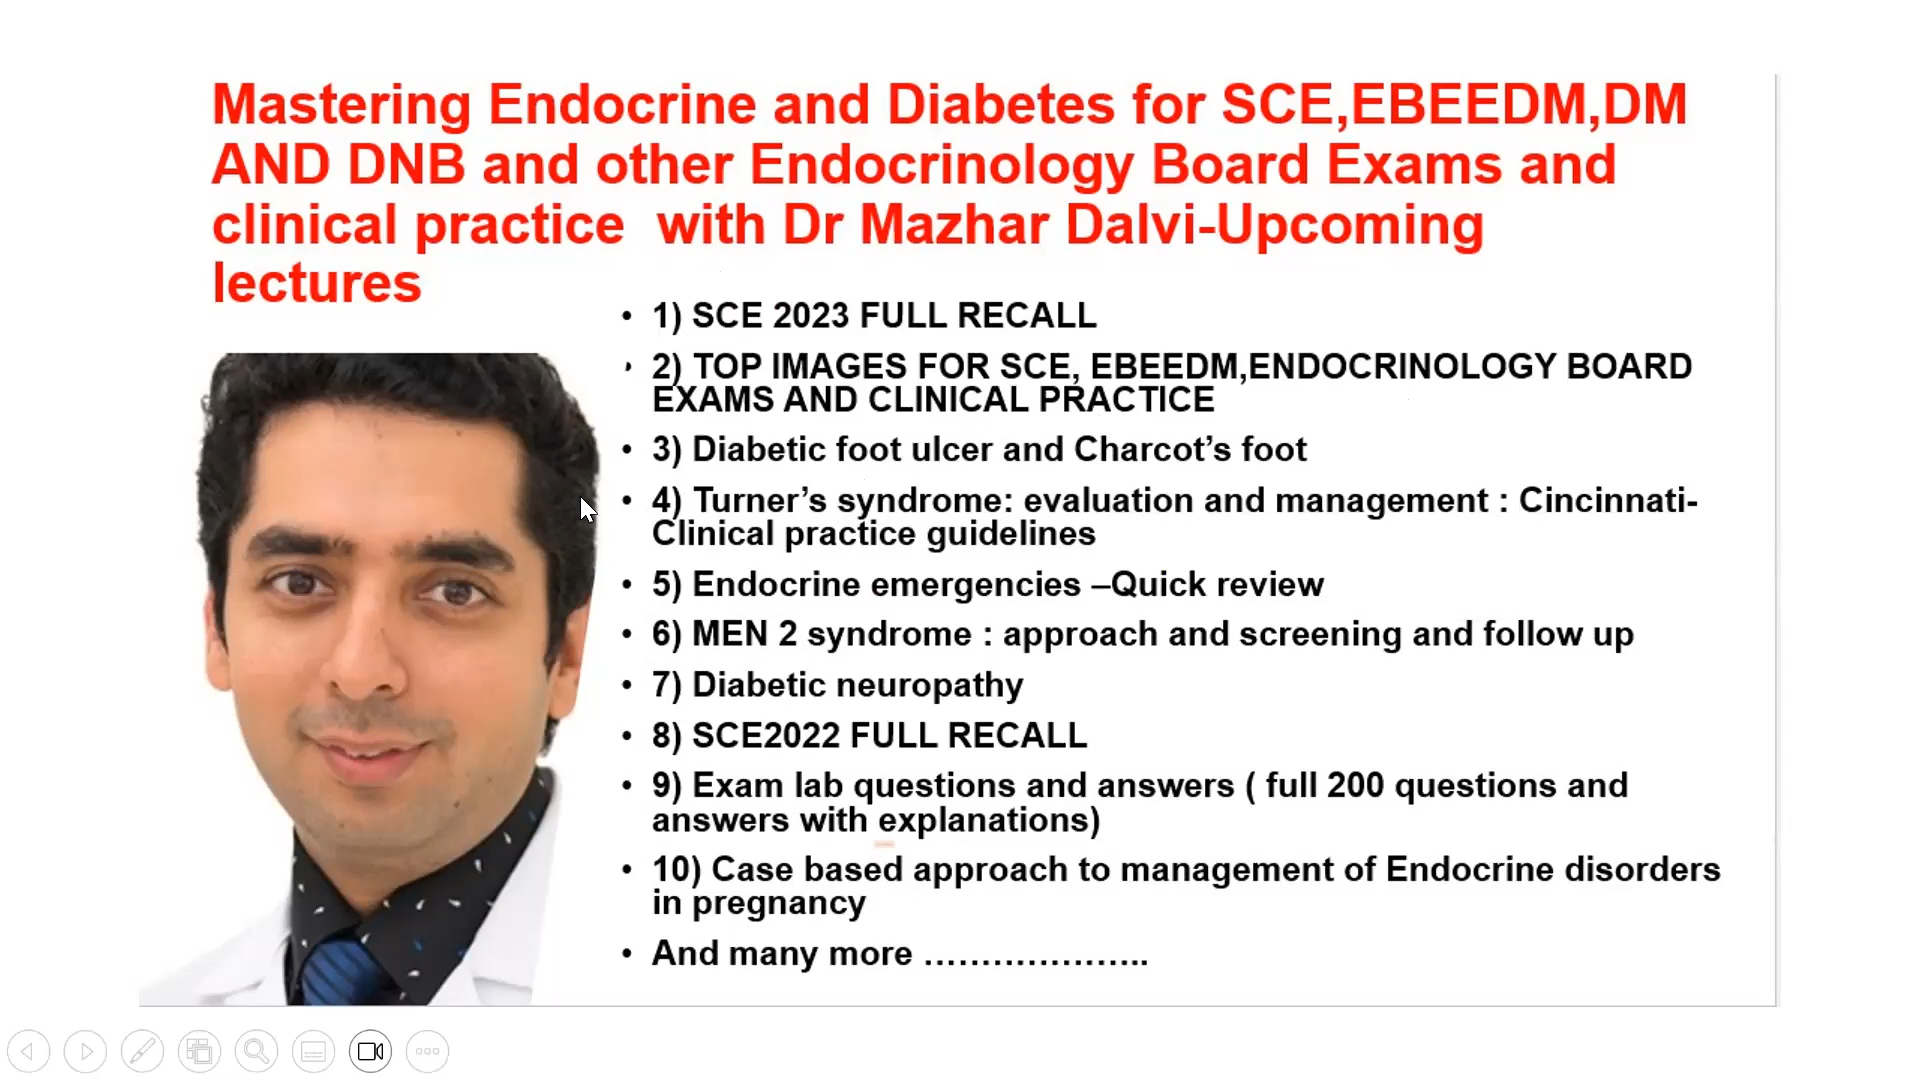 Mastering Endocrine and Diabetes for SCE,EBEEDM,DM
AND DNB and other Endocrinology Board Exams and
clinical practice  with Dr Mazhar Dalvi-Upcoming
lectures
• 1) SCE 2023 FULL RECALL
• 2) TOP IMAGES FOR SCE, EBEEDM,ENDOCRINOLOGY BOARD
EXAMS AND CLINICAL PRACTICE
• 3) Diabetic foot ulcer and Charcot’s foot
• 4) Turner’s syndrome: evaluation and management : Cincinnati-
Clinical practice guidelines
• 5) Endocrine emergencies –Quick review
• 6) MEN 2 syndrome : approach and screening and follow up
• 7) Diabetic neuropathy
• 8) SCE2022 FULL RECALL
• 9) Exam lab questions and answers ( full 200 questions and
answers with explanations)
• 10) Case based approach to management of Endocrine disorders
in pregnancy
• And many more …………………..